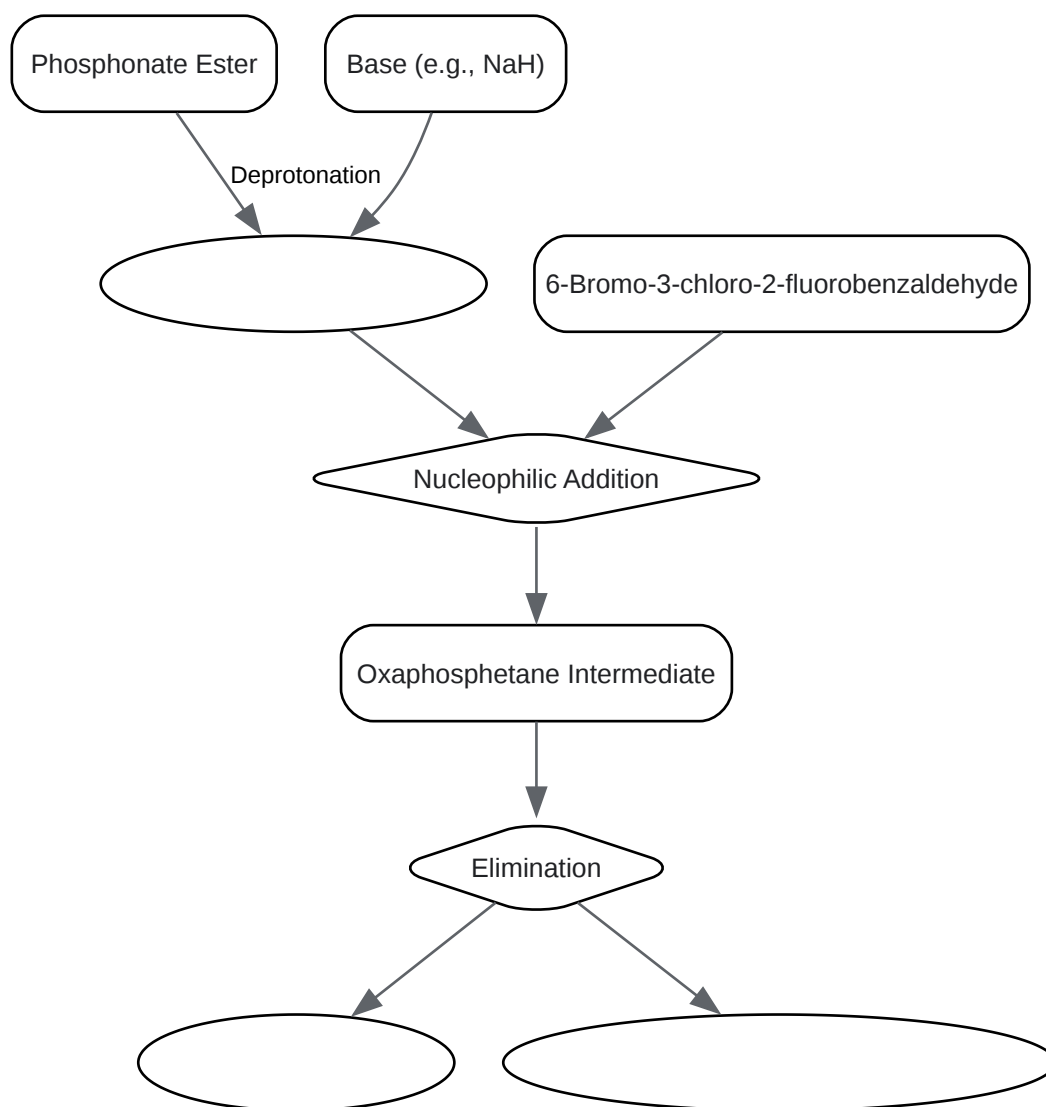 Phosphonate Ester
Base (e.g., NaH)
Deprotonation
6-Bromo-3-chloro-2-fluorobenzaldehyde
Nucleophilic Addition
Oxaphosphetane Intermediate
Elimination